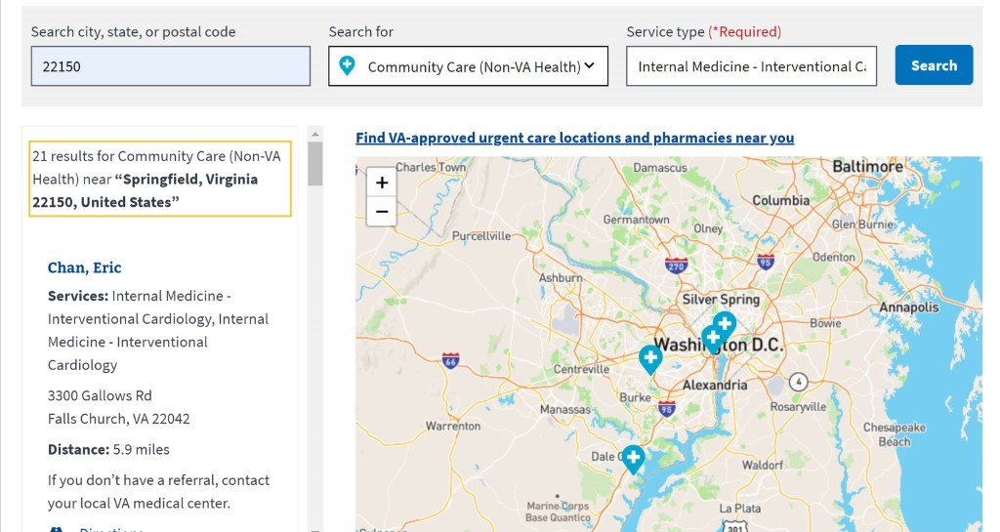 Search city, state, or postal code
Search for
Service type (*Required)
22150
Community Care (Non-VA Health)
Internal Medicine - Interventional
Search
21 results for Community Care (Non-VA
Health) near “Springfield, Virginia
22150, United States”
Chan, Eric
Services: Internal Medicine -
Interventional Cardiology, Internal
Medicine - Interventional
Cardiology
3300 Gallows Rd
Falls Church, VA 22042
Distance: 5.9 miles
If you don’t have a referral, contact
your local VA medical center.
Directions
Find VA-approved urgent care locations and pharmacies near you
+
−
Charles Town
Damascus
Baltimore
Columbia
Germantown
Glen Burnie
Olney
Purcellville
270
95
Odenton
Ashburn
Silver Spring
Annapolis
Bowie
Washington D.C.
66
Centreville
Alexandria
4
Burke
95
Rosaryville
Manassas
Warrenton
Chesapeake
Beach
Dale
Waldorf
Marine Corps
Base Quantico
La Plata
301